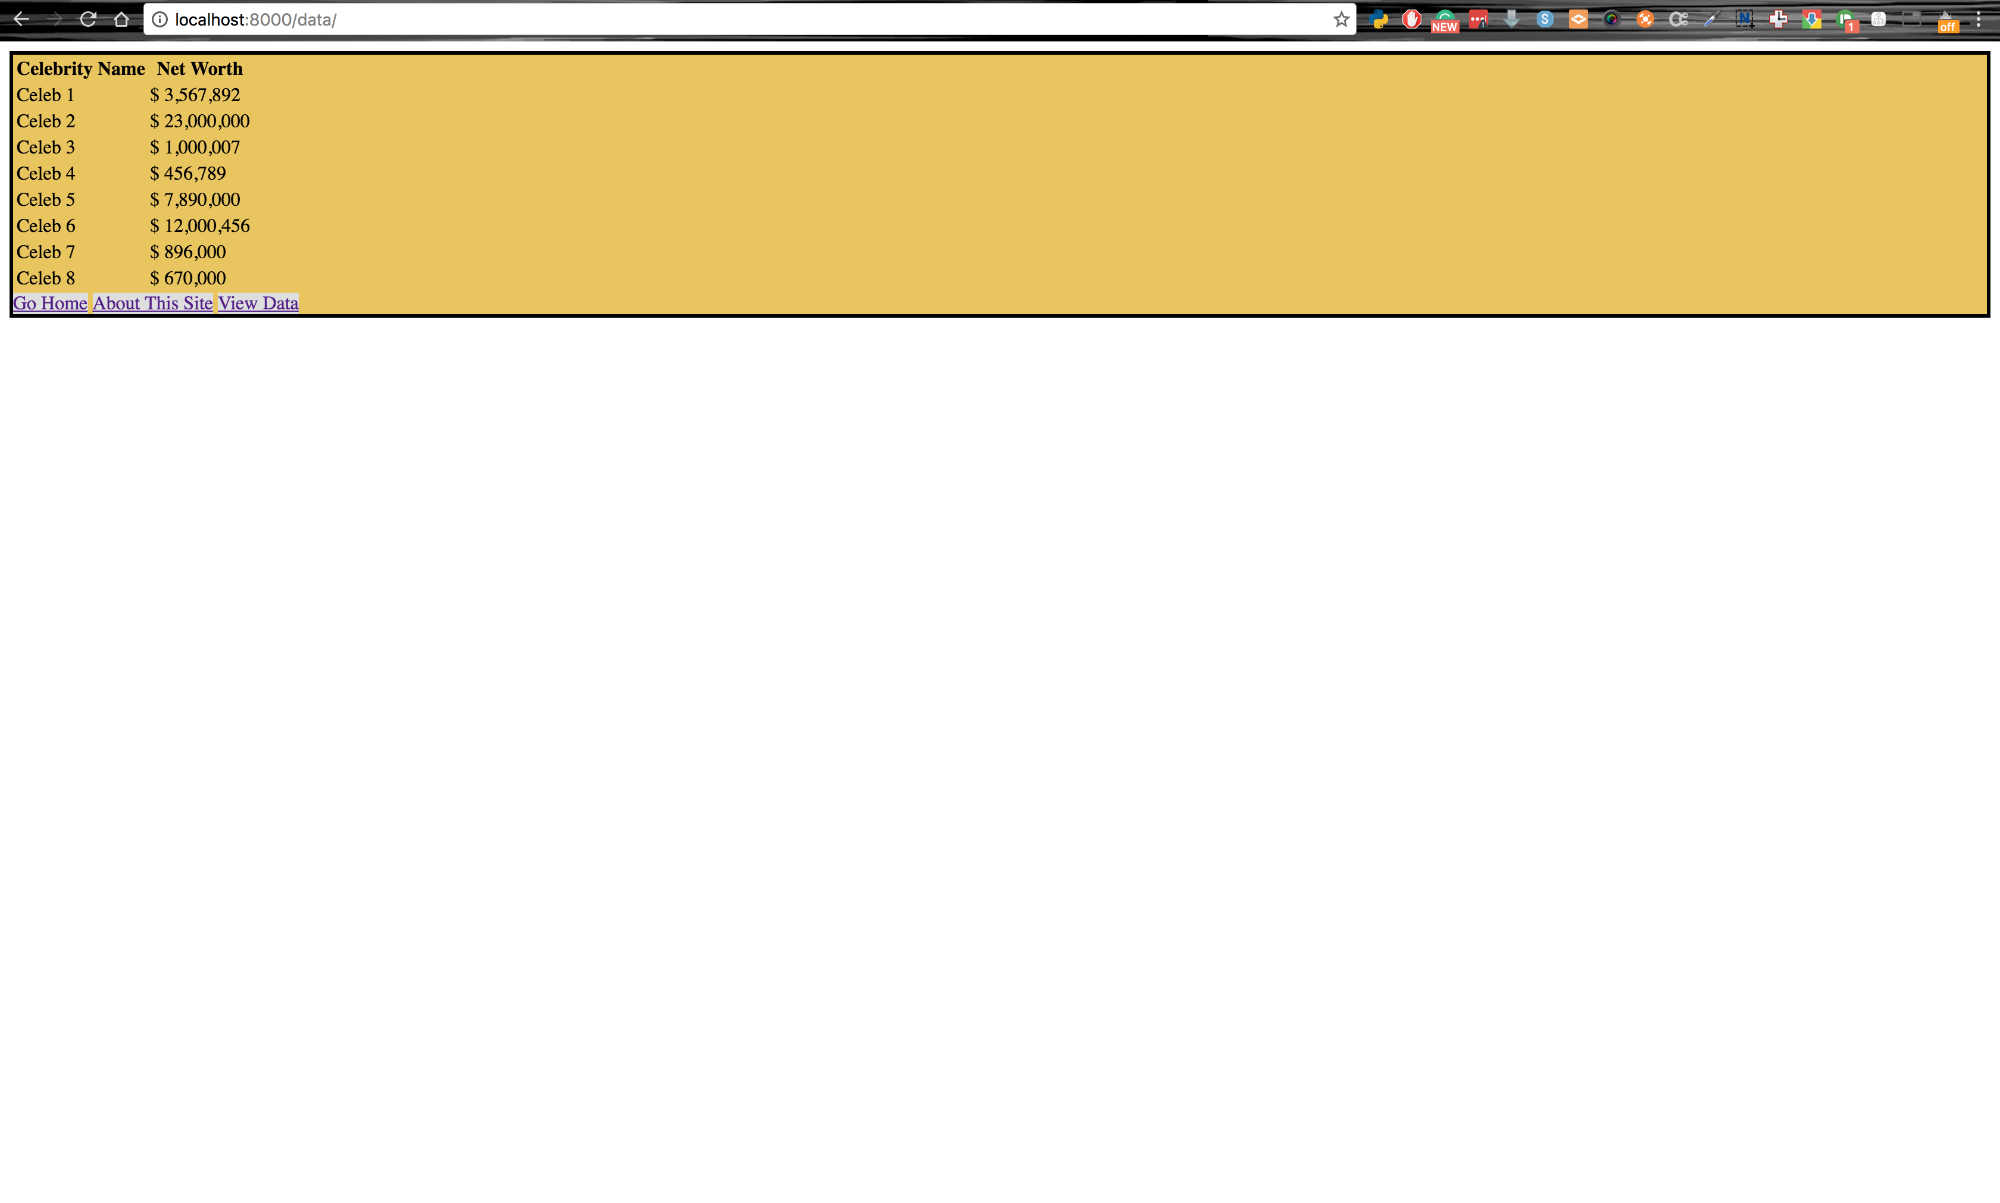 localhost:8000/data/
NEW
S
N
1
off
Celebrity Name Net Worth
Celeb 1 $ 3,567,892
Celeb 2 $ 23,000,000
Celeb 3 $ 1,000,007
Celeb 4 $ 456,789
Celeb 5 $ 7,890,000
Celeb 6 $ 12,000,456
Celeb 7 $ 896,000
Celeb 8 $ 670,000
Go Home About This Site View Data